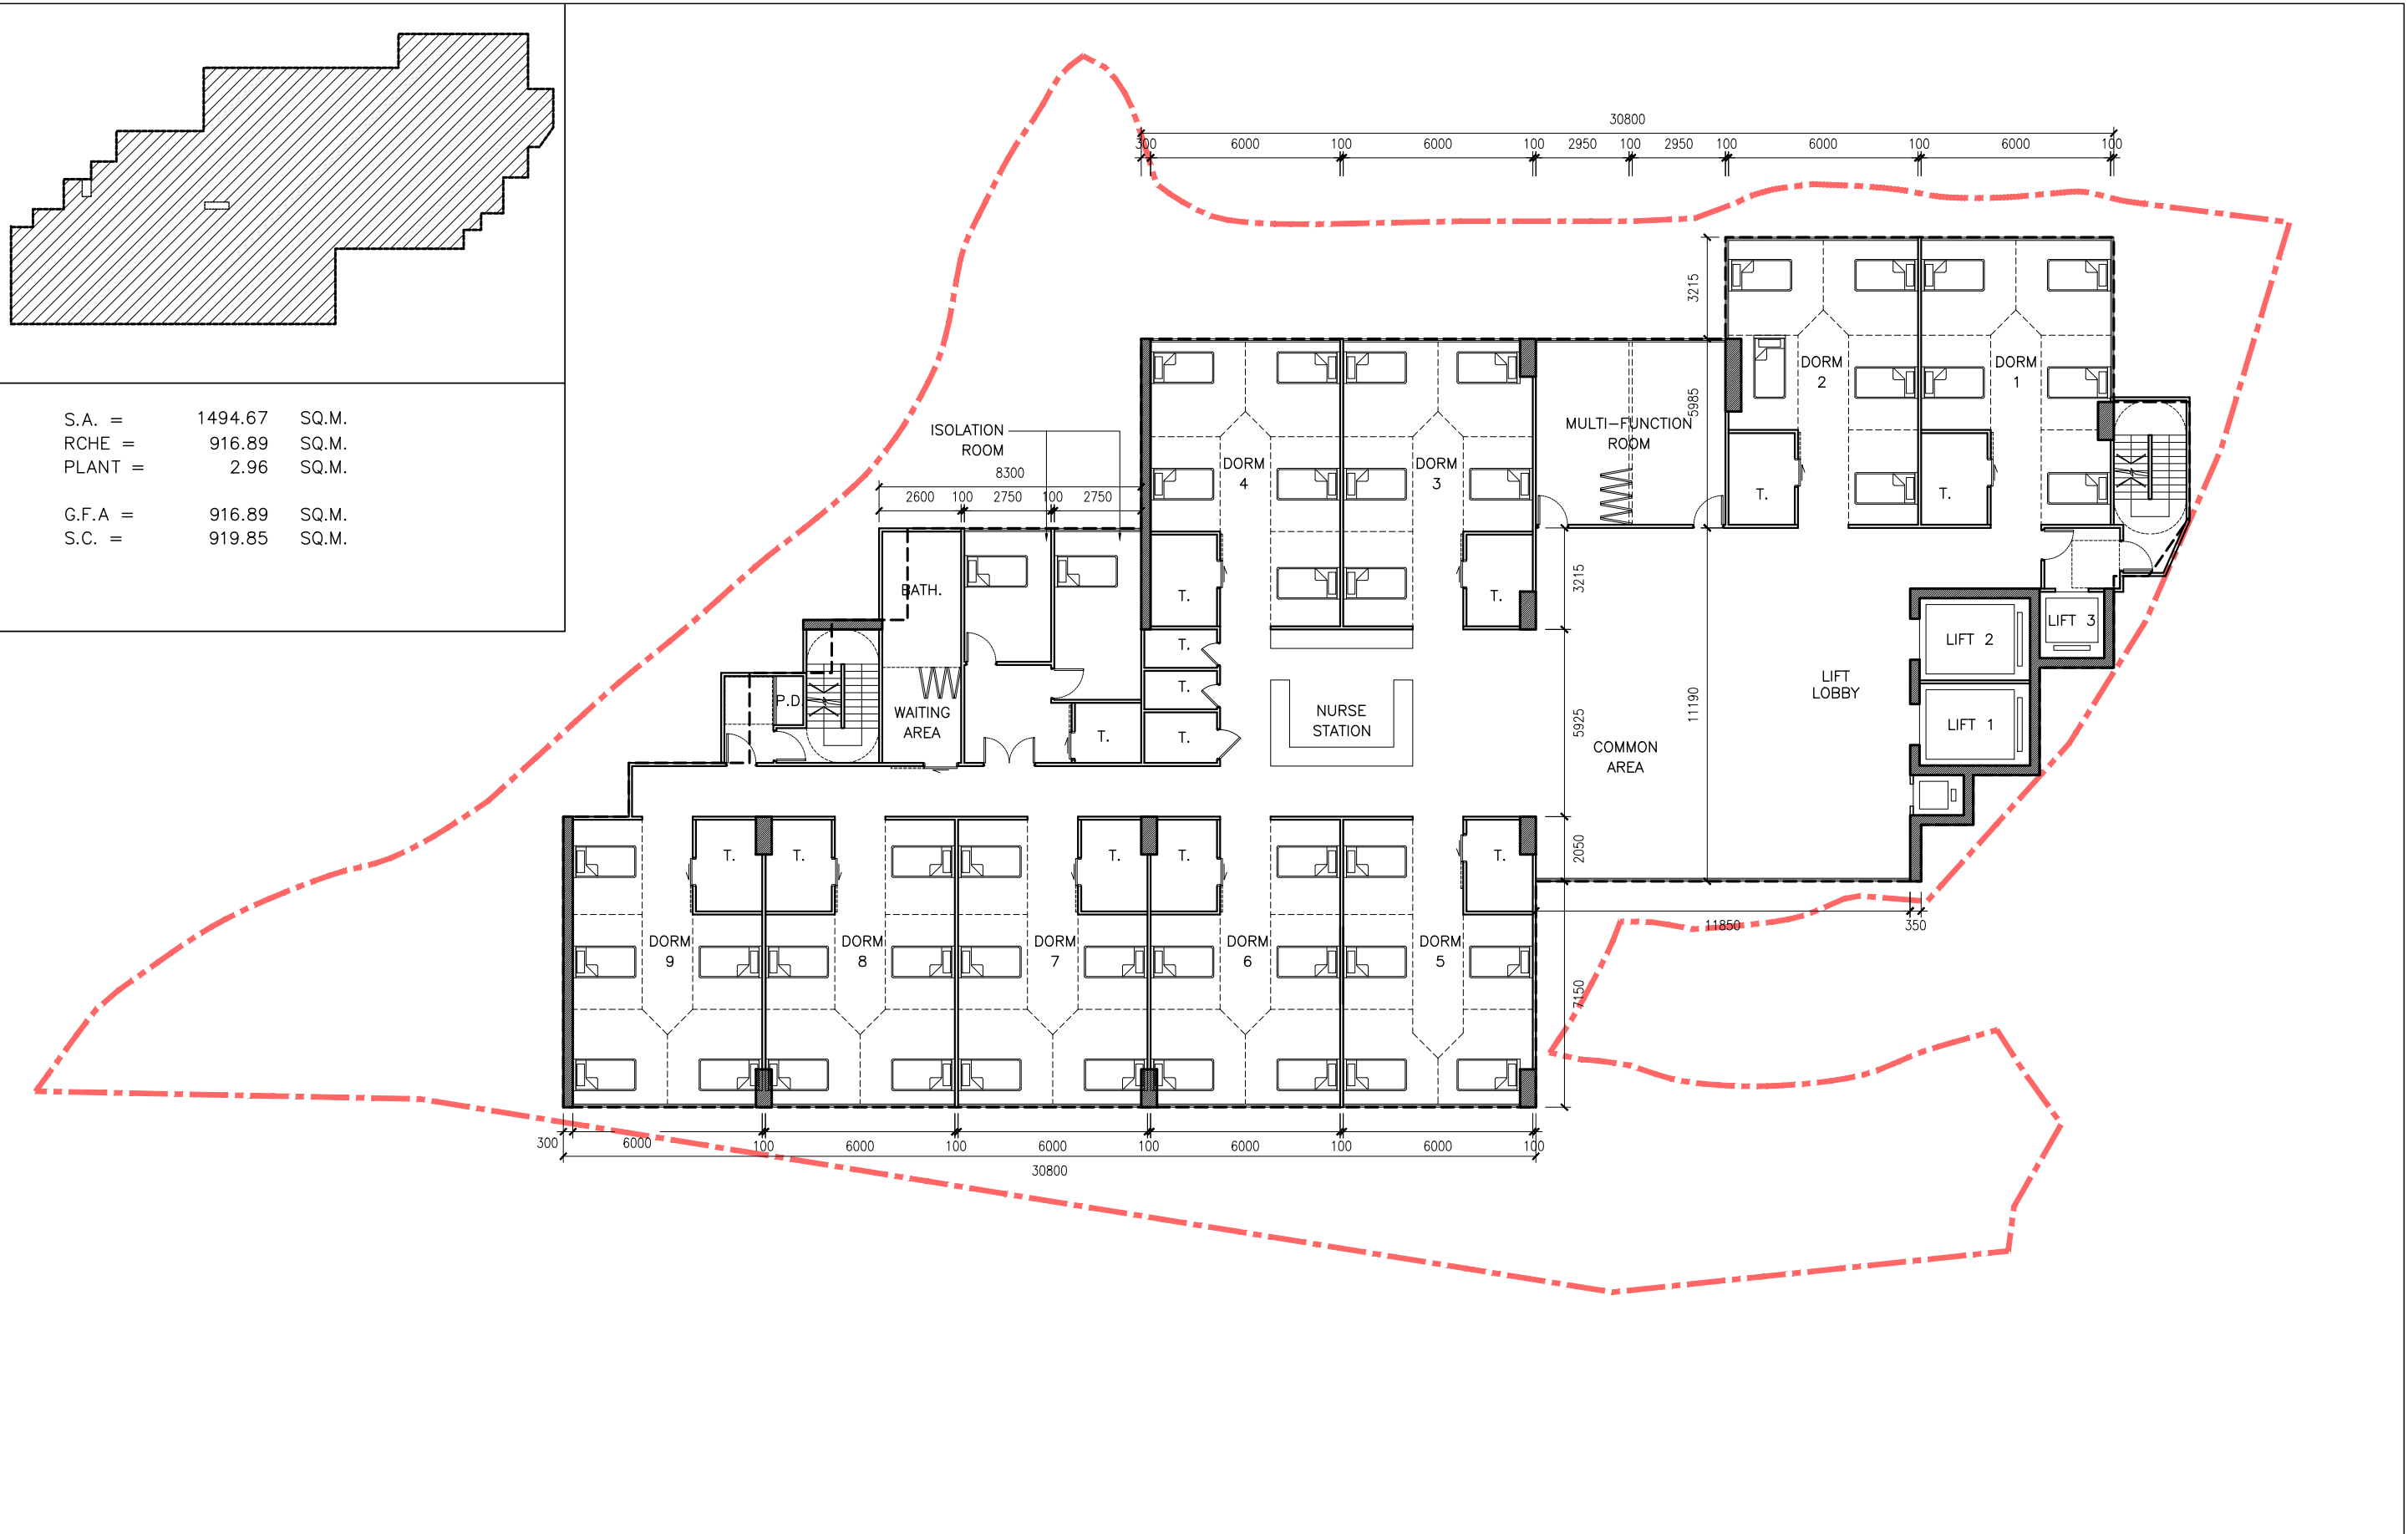 S.A. = 1494.67 SQ.M.
RCHE = 916.89 SQ.M.
PLANT = 2.96 SQ.M.
G.F.A = 916.89 SQ.M.
S.C. = 919.85 SQ.M.
30800
300 6000 100 6000 100 2950 100 2950 100 6000 100 6000 100
3215
DORM
2
DORM
1
5985
MULTI-FUNCTION
ROOM
ISOLATION
ROOM
8300
2600 100 2750 100 2750
DORM
4
DORM
3
T.
T.
BATH.
T.
T.
3215
LIFT 3
LIFT 2
T.
T.
LIFT
LOBBY
P.D.
WAITING
AREA
NURSE
STATION
11190
LIFT 1
T.
T.
5925
COMMON
AREA
T.
T.
T.
T.
T.
2050
11850
350
DORM
9
DORM
8
DORM
7
DORM
6
DORM
5
7150
300 6000 100 6000 100 6000 100 6000 100 6000 100
30800